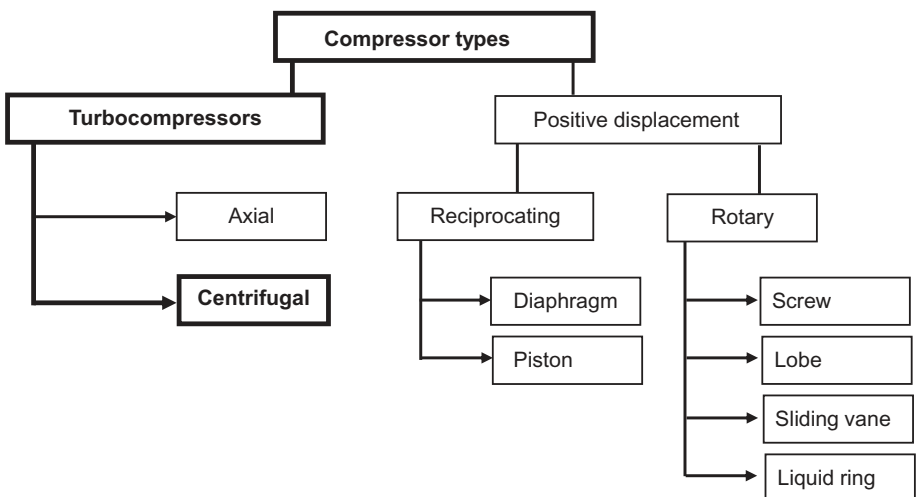 Compressor types
Turbocompressors
Positive displacement
Axial
Reciprocating
Rotary
Centrifugal
Diaphragm
Screw
Piston
Lobe
Sliding vane
Liquid ring